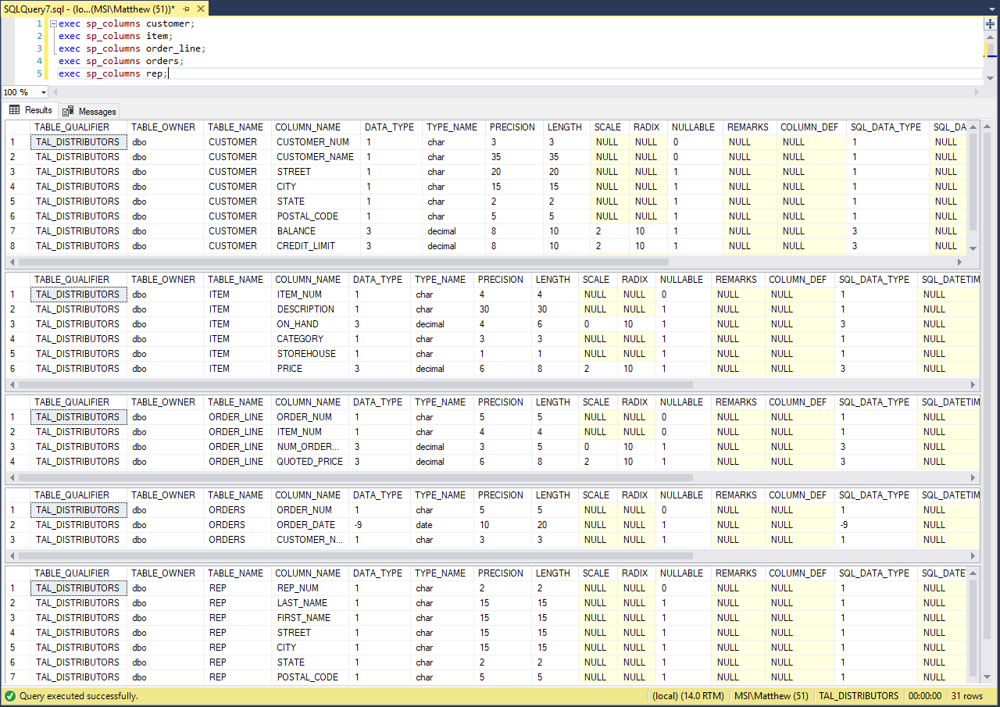 SQLQuery7.sql - (lo...(MSI\Matthew (51))*
1 exec sp_columns customer;
2 exec sp_columns item;
3 exec sp_columns order_line;
4 exec sp_columns orders;
5 exec sp_columns rep;
100 %
Results Messages
TABLE_QUALIFIER TABLE_OWNER TABLE_NAME COLUMN_NAME DATA_TYPE TYPE_NAME PRECISION LENGTH SCALE RADIX NULLABLE REMARKS COLUMN_DEF SQL_DATA_TYPE SQL_DA
1 TAL_DISTRIBUTORS dbo CUSTOMER CUSTOMER_NUM 1 char 3 3 NULL NULL 0 NULL NULL 1 NULL
2 TAL_DISTRIBUTORS dbo CUSTOMER CUSTOMER_NAME 1 char 35 35 NULL NULL 0 NULL NULL 1 NULL
3 TAL_DISTRIBUTORS dbo CUSTOMER STREET 1 char 20 20 NULL NULL 1 NULL NULL 1 NULL
4 TAL_DISTRIBUTORS dbo CUSTOMER CITY 1 char 15 15 NULL NULL 1 NULL NULL 1 NULL
5 TAL_DISTRIBUTORS dbo CUSTOMER STATE 1 char 2 2 NULL NULL 1 NULL NULL 1 NULL
6 TAL_DISTRIBUTORS dbo CUSTOMER POSTAL_CODE 1 char 5 5 NULL NULL 1 NULL NULL 1 NULL
7 TAL_DISTRIBUTORS dbo CUSTOMER BALANCE 3 decimal 8 10 2 10 1 NULL NULL 3 NULL
8 TAL_DISTRIBUTORS dbo CUSTOMER CREDIT_LIMIT 3 decimal 8 10 2 10 1 NULL NULL 3 NULL
TABLE_QUALIFIER TABLE_OWNER TABLE_NAME COLUMN_NAME DATA_TYPE TYPE_NAME PRECISION LENGTH SCALE RADIX NULLABLE REMARKS COLUMN_DEF SQL_DATA_TYPE SQL_DATETIM
1 TAL_DISTRIBUTORS dbo ITEM ITEM_NUM 1 char 4 4 NULL NULL 0 NULL NULL 1 NULL
2 TAL_DISTRIBUTORS dbo ITEM DESCRIPTION 1 char 30 30 NULL NULL 1 NULL NULL 1 NULL
3 TAL_DISTRIBUTORS dbo ITEM ON_HAND 3 decimal 4 6 0 10 1 NULL NULL 3 NULL
4 TAL_DISTRIBUTORS dbo ITEM CATEGORY 1 char 3 3 NULL NULL 1 NULL NULL 1 NULL
5 TAL_DISTRIBUTORS dbo ITEM STOREHOUSE 1 char 1 1 NULL NULL 1 NULL NULL 1 NULL
6 TAL_DISTRIBUTORS dbo ITEM PRICE 3 decimal 6 8 2 10 1 NULL NULL 3 NULL
TABLE_QUALIFIER TABLE_OWNER TABLE_NAME COLUMN_NAME DATA_TYPE TYPE_NAME PRECISION LENGTH SCALE RADIX NULLABLE REMARKS COLUMN_DEF SQL_DATA_TYPE SQL_DATETIM
1 TAL_DISTRIBUTORS dbo ORDER_LINE ORDER_NUM 1 char 5 5 NULL NULL 0 NULL NULL 1 NULL
2 TAL_DISTRIBUTORS dbo ORDER_LINE ITEM_NUM 1 char 4 4 NULL NULL 0 NULL NULL 1 NULL
3 TAL_DISTRIBUTORS dbo ORDER_LINE NUM_ORDER... 3 decimal 3 5 0 10 1 NULL NULL 3 NULL
4 TAL_DISTRIBUTORS dbo ORDER_LINE QUOTED_PRICE 3 decimal 6 8 2 10 1 NULL NULL 3 NULL
TABLE_QUALIFIER TABLE_OWNER TABLE_NAME COLUMN_NAME DATA_TYPE TYPE_NAME PRECISION LENGTH SCALE RADIX NULLABLE REMARKS COLUMN_DEF SQL_DATA_TYPE SQL_DATETIM
1 TAL_DISTRIBUTORS dbo ORDERS ORDER_NUM 1 char 5 5 NULL NULL 0 NULL NULL 1 NULL
2 TAL_DISTRIBUTORS dbo ORDERS ORDER_DATE -9 date 10 20 NULL NULL 1 NULL NULL -9 NULL
3 TAL_DISTRIBUTORS dbo ORDERS CUSTOMER_N... 1 char 3 3 NULL NULL 1 NULL NULL 1 NULL
TABLE_QUALIFIER TABLE_OWNER TABLE_NAME COLUMN_NAME DATA_TYPE TYPE_NAME PRECISION LENGTH SCALE RADIX NULLABLE REMARKS COLUMN_DEF SQL_DATA_TYPE SQL_DATE
1 TAL_DISTRIBUTORS dbo REP REP_NUM 1 char 2 2 NULL NULL 0 NULL NULL 1 NULL
2 TAL_DISTRIBUTORS dbo REP LAST_NAME 1 char 15 15 NULL NULL 1 NULL NULL 1 NULL
3 TAL_DISTRIBUTORS dbo REP FIRST_NAME 1 char 15 15 NULL NULL 1 NULL NULL 1 NULL
4 TAL_DISTRIBUTORS dbo REP STREET 1 char 15 15 NULL NULL 1 NULL NULL 1 NULL
5 TAL_DISTRIBUTORS dbo REP CITY 1 char 15 15 NULL NULL 1 NULL NULL 1 NULL
6 TAL_DISTRIBUTORS dbo REP STATE 1 char 2 2 NULL NULL 1 NULL NULL 1 NULL
7 TAL_DISTRIBUTORS dbo REP POSTAL_CODE 1 char 5 5 NULL NULL 1 NULL NULL 1 NULL
Query executed successfully. (local) (14.0 RTM) MSI\Matthew (51) TAL_DISTRIBUTORS 00:00:00 31 rows